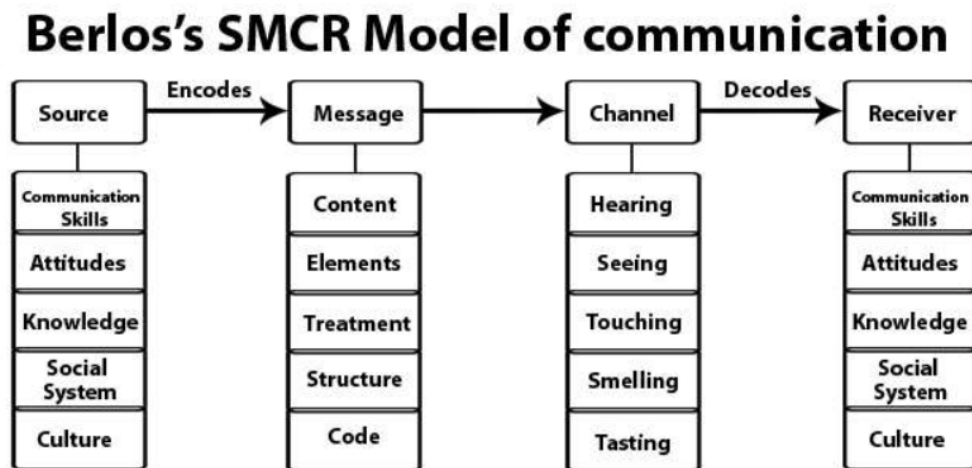 Berlos's SMCR Model of communication
Source
Encodes
Message
Channel
Decodes
Receiver
Communication
Skills
Attitudes
Knowledge
Social
System
Culture
Content
Elements
Treatment
Structure
Code
Hearing
Seeing
Touching
Smelling
Tasting
Communication
Skills
Attitudes
Knowledge
Social
System
Culture